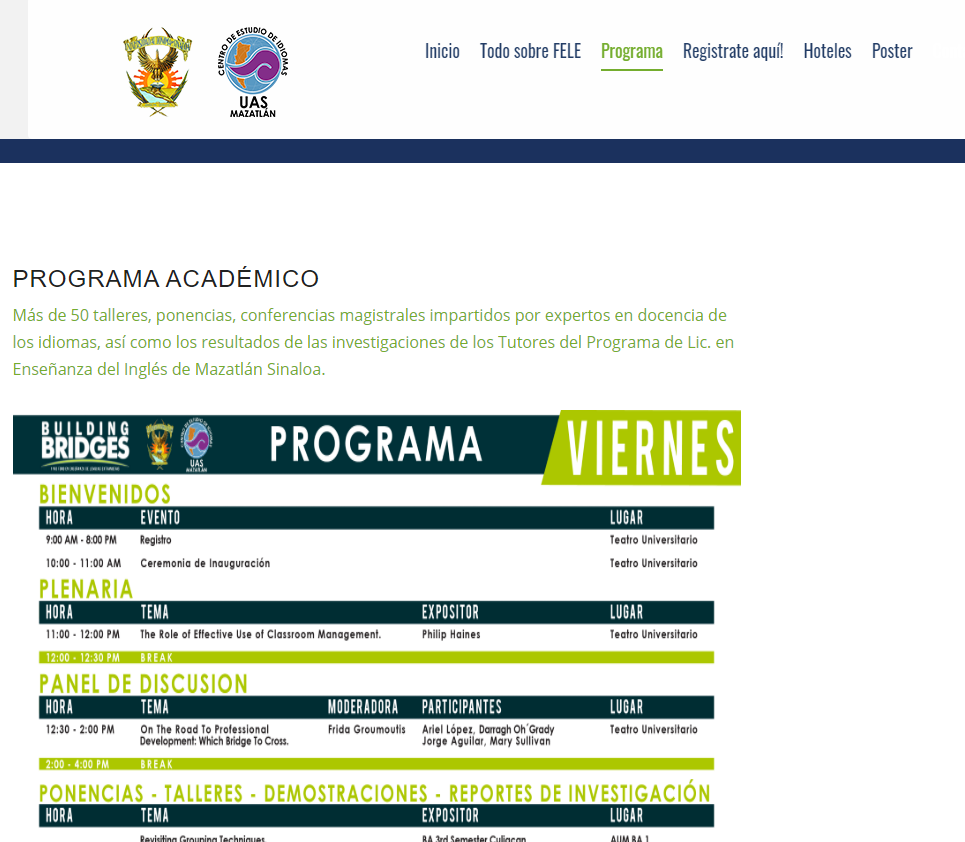 CENTRO DE ESTUDIO DE IDIOMAS
UAS
MAZATLÁN
Inicio Todo sobre FELE Programa Registrate aquí! Hoteles Poster
PROGRAMA ACADÉMICO
Más de 50 talleres, ponencias, conferencias magistrales impartidos por expertos en docencia de
los idiomas, así como los resultados de las investigaciones de los Tutores del Programa de Lic. en
Enseñanza del Inglés de Mazatlán Sinaloa.
BUILDING
BRIDGES
UAS
MAZATLÁN
PROGRAMA
VIERNES
BIENVENIDOS
HORA EVENTO LUGAR
9:00 AM - 8:00 PM Registro Teatro Universitario
10:00 - 11:00 AM Ceremonia de Inauguración Teatro Universitario
PLENARIA
HORA TEMA EXPOSITOR LUGAR
11:00 - 12:00 PM The Role of Effective Use of Classroom Management. Philip Haines Teatro Universitario
12:00 - 12:30 PM BREAK
PANEL DE DISCUSION
HORA TEMA MODERADORA PARTICIPANTES LUGAR
12:30 - 2:00 PM On The Road To Professional Frida Groumoutis Ariel López, Darragh Oh´Grady Teatro Universitario
Development: Which Bridge To Cross. Jorge Aguilar, Mary Sullivan
2:00 - 4:00 PM BREAK
PONENCIAS - TALLERES - DEMOSTRACIONES - REPORTES DE INVESTIGACIÓN
HORA TEMA EXPOSITOR LUGAR
Revisiting Grouping Techniques. BA 3rd Semester Culiacan AUM BA 1